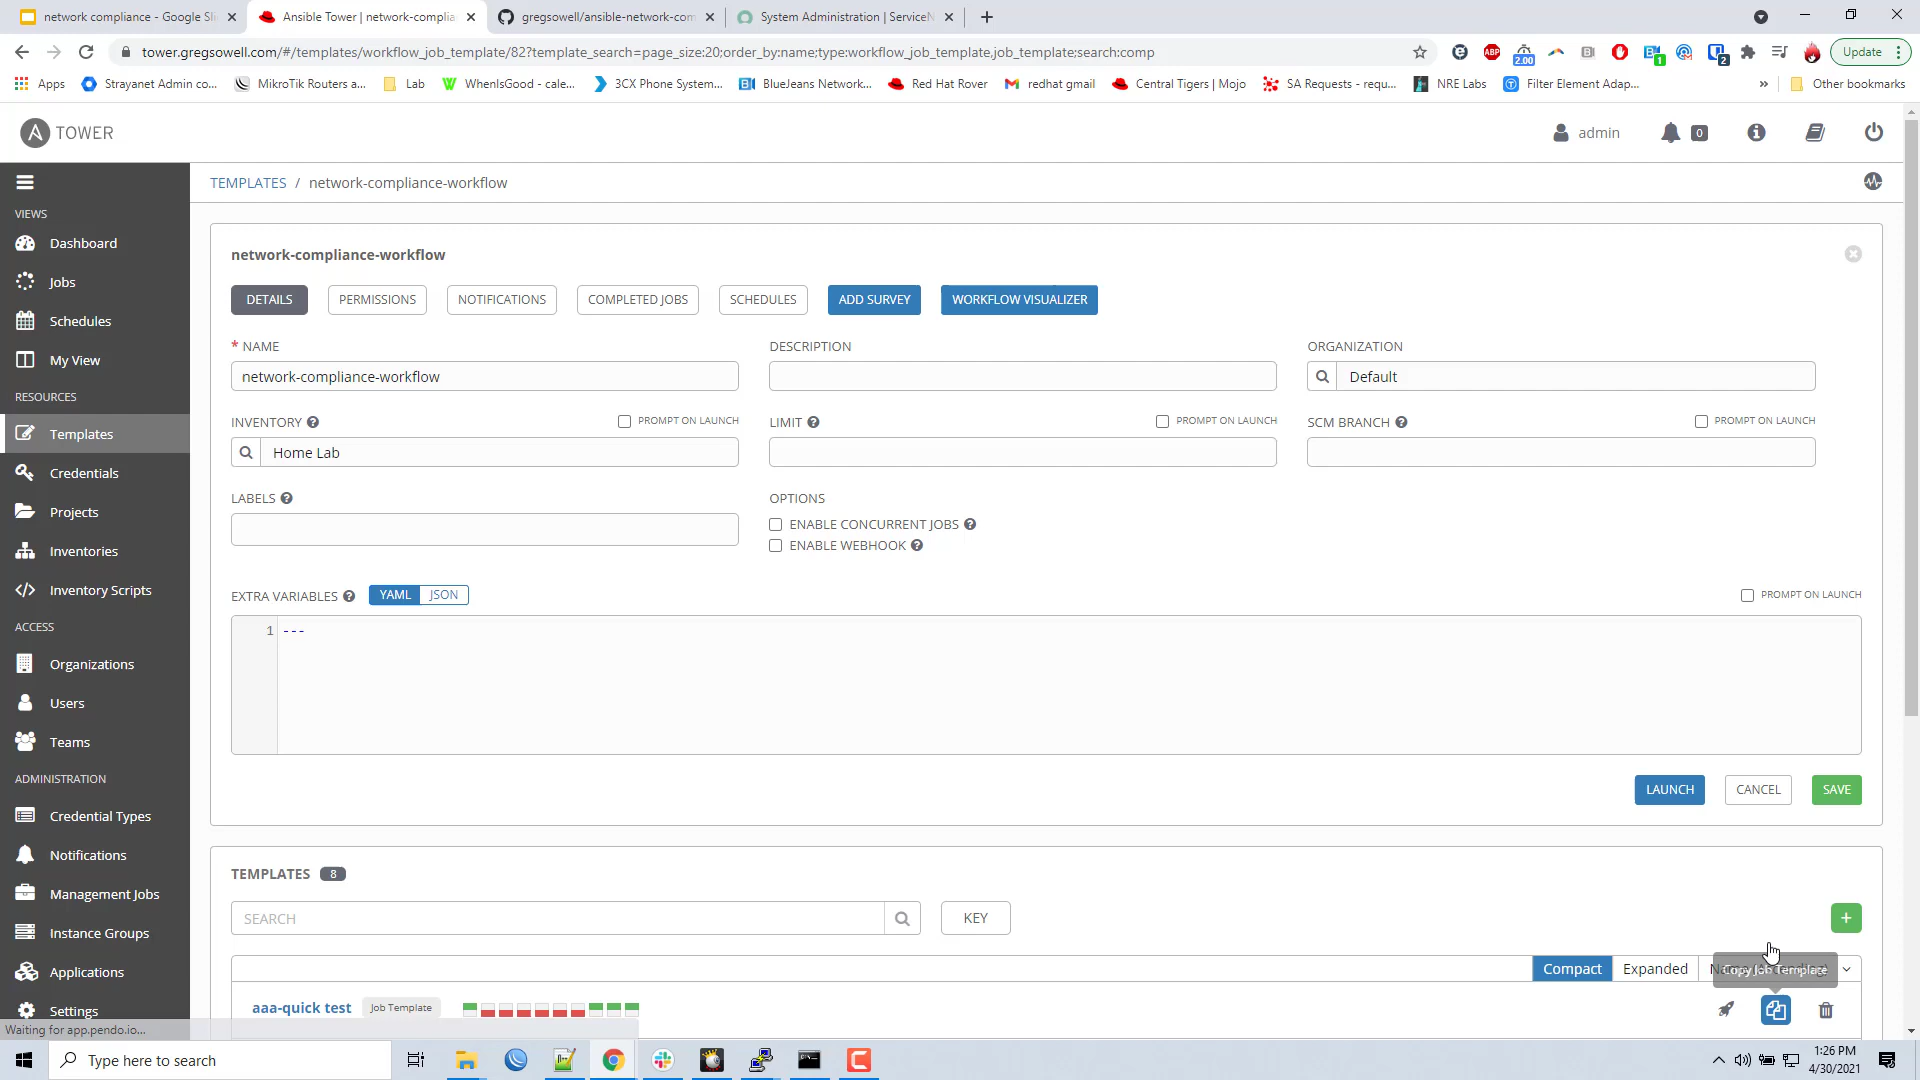 network compliance - Google Sli
Ansible Tower | network-complia
gregsowell/ansible-network-com
System Administration | ServiceN
tower.gregsowell.com/#/templates/workflow_job_template/82?template_search=page_size:20;order_by:name;type:workflow_job_template,job_template;search:comp
ABP
2.00
1
2
Update
Apps
Strayanet Admin co...
MikroTik Routers a...
Lab
WhenIsGood - cale...
3CX Phone System...
BlueJeans Network...
Red Hat Rover
redhat gmail
Central Tigers | Mojo
SA Requests - requ...
NRE Labs
Filter Element Adap...
»
Other bookmarks
A TOWER
admin
0
TEMPLATES / network-compliance-workflow
VIEWS
Dashboard
Jobs
Schedules
My View
RESOURCES
Templates
Credentials
Projects
Inventories
Inventory Scripts
ACCESS
Organizations
Users
Teams
ADMINISTRATION
Credential Types
Notifications
Management Jobs
Instance Groups
Applications
Settings
Waiting for app.pendo.io...
network-compliance-workflow
DETAILS
PERMISSIONS
NOTIFICATIONS
COMPLETED JOBS
SCHEDULES
ADD SURVEY
WORKFLOW VISUALIZER
* NAME
network-compliance-workflow
DESCRIPTION
ORGANIZATION
Default
INVENTORY
PROMPT ON LAUNCH
Home Lab
LIMIT
PROMPT ON LAUNCH
SCM BRANCH
PROMPT ON LAUNCH
LABELS
OPTIONS
ENABLE CONCURRENT JOBS
ENABLE WEBHOOK
EXTRA VARIABLES
YAML
JSON
PROMPT ON LAUNCH
1 ---
LAUNCH
CANCEL
SAVE
TEMPLATES 8
SEARCH
KEY
+
Compact
Expanded
Copy Job Template
aaa-quick test
Job Template
Type here to search
1:26 PM
4/30/2021